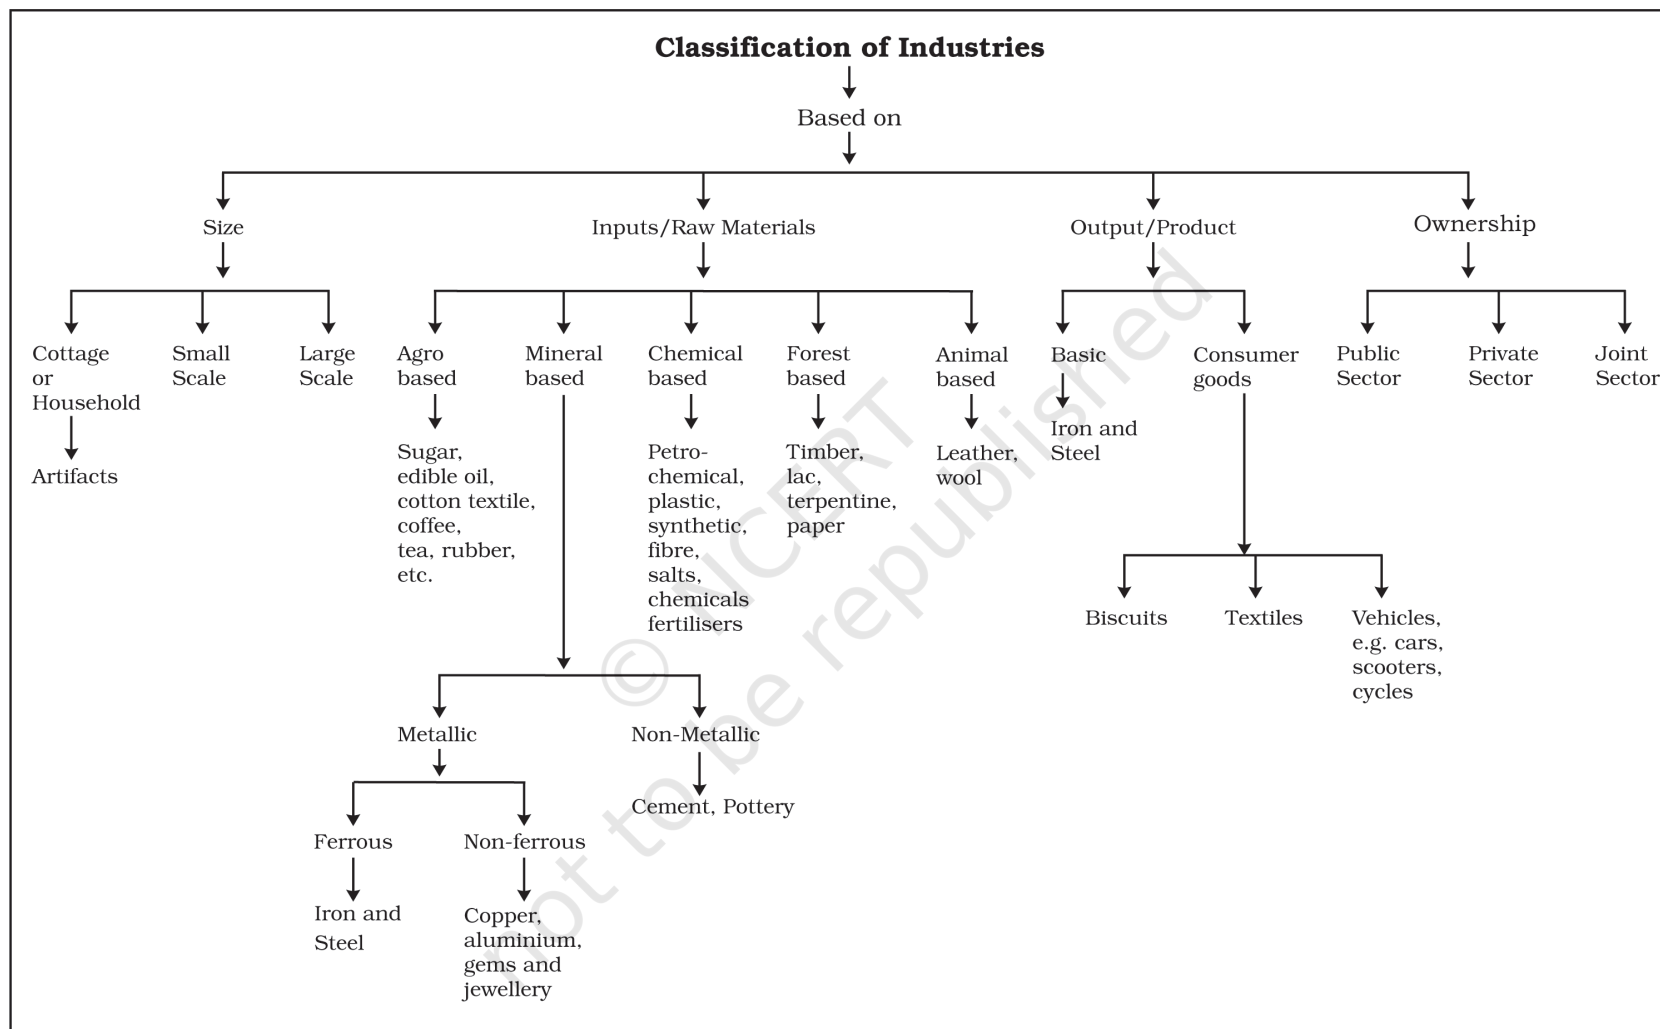 Classification of Industries
Based on
Size
Inputs/Raw Materials
Output/Product
Ownership
Cottage
or
Household
Small
Scale
Large
Scale
Agro
based
Mineral
based
Chemical
based
Forest
based
Animal
based
Basic
Consumer
goods
Public
Sector
Private
Sector
Joint
Sector
Artifacts
Sugar,
edible oil,
cotton textile,
coffee,
tea, rubber,
etc.
Petro-
chemical,
plastic,
synthetic,
fibre,
salts,
chemicals
fertilisers
Timber,
lac,
terpentine,
paper
Leather,
wool
Iron and
Steel
Biscuits
Textiles
Vehicles,
e.g. cars,
scooters,
cycles
Metallic
Non-Metallic
Cement, Pottery
Ferrous
Non-ferrous
Iron and
Steel
Copper,
aluminium,
gems and
jewellery
© NCERT
not to be republished